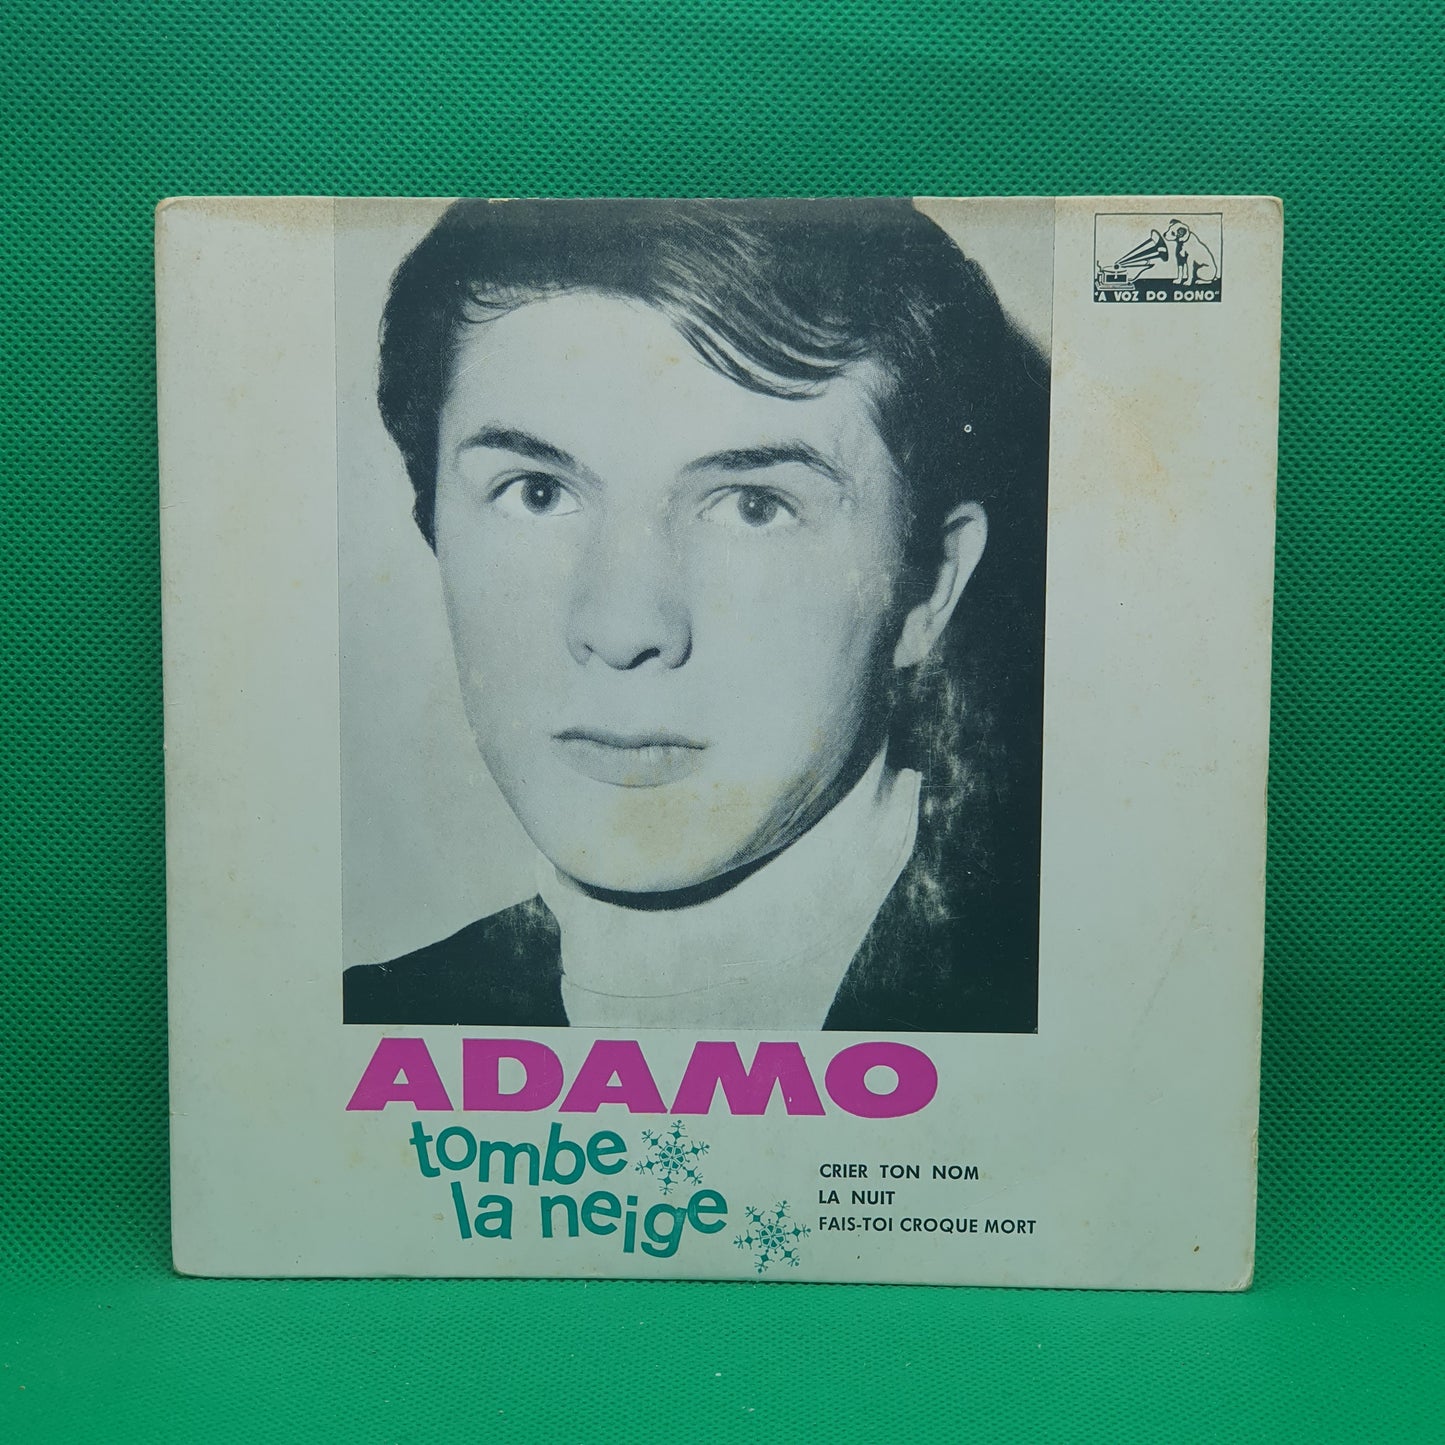 "A VOZ DO DONO"
ADAMO
tombe
la neige
CRIER TON NOM
LA NUIT
FAIS-TOI CROQUE MORT